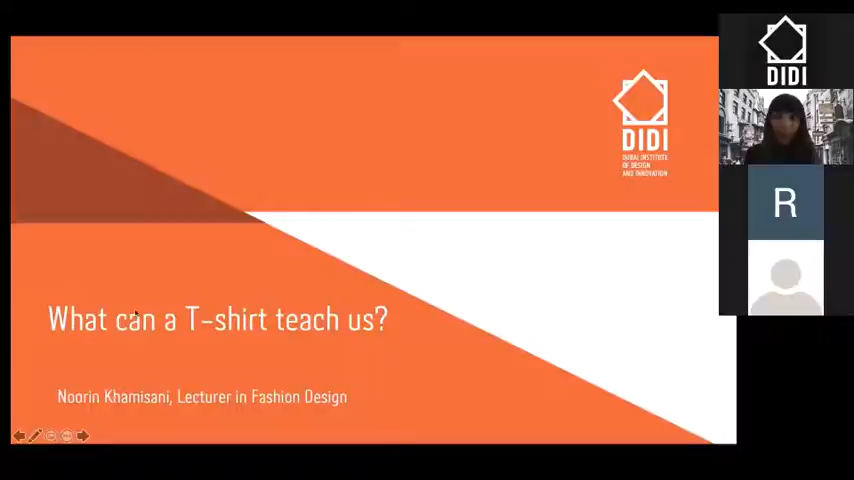 DIDI
DUBAI INSTITUTE
OF DESIGN
AND INNOVATION
What can a T-shirt teach us?
Noorin Khamisani, Lecturer in Fashion Design
DIDI
R